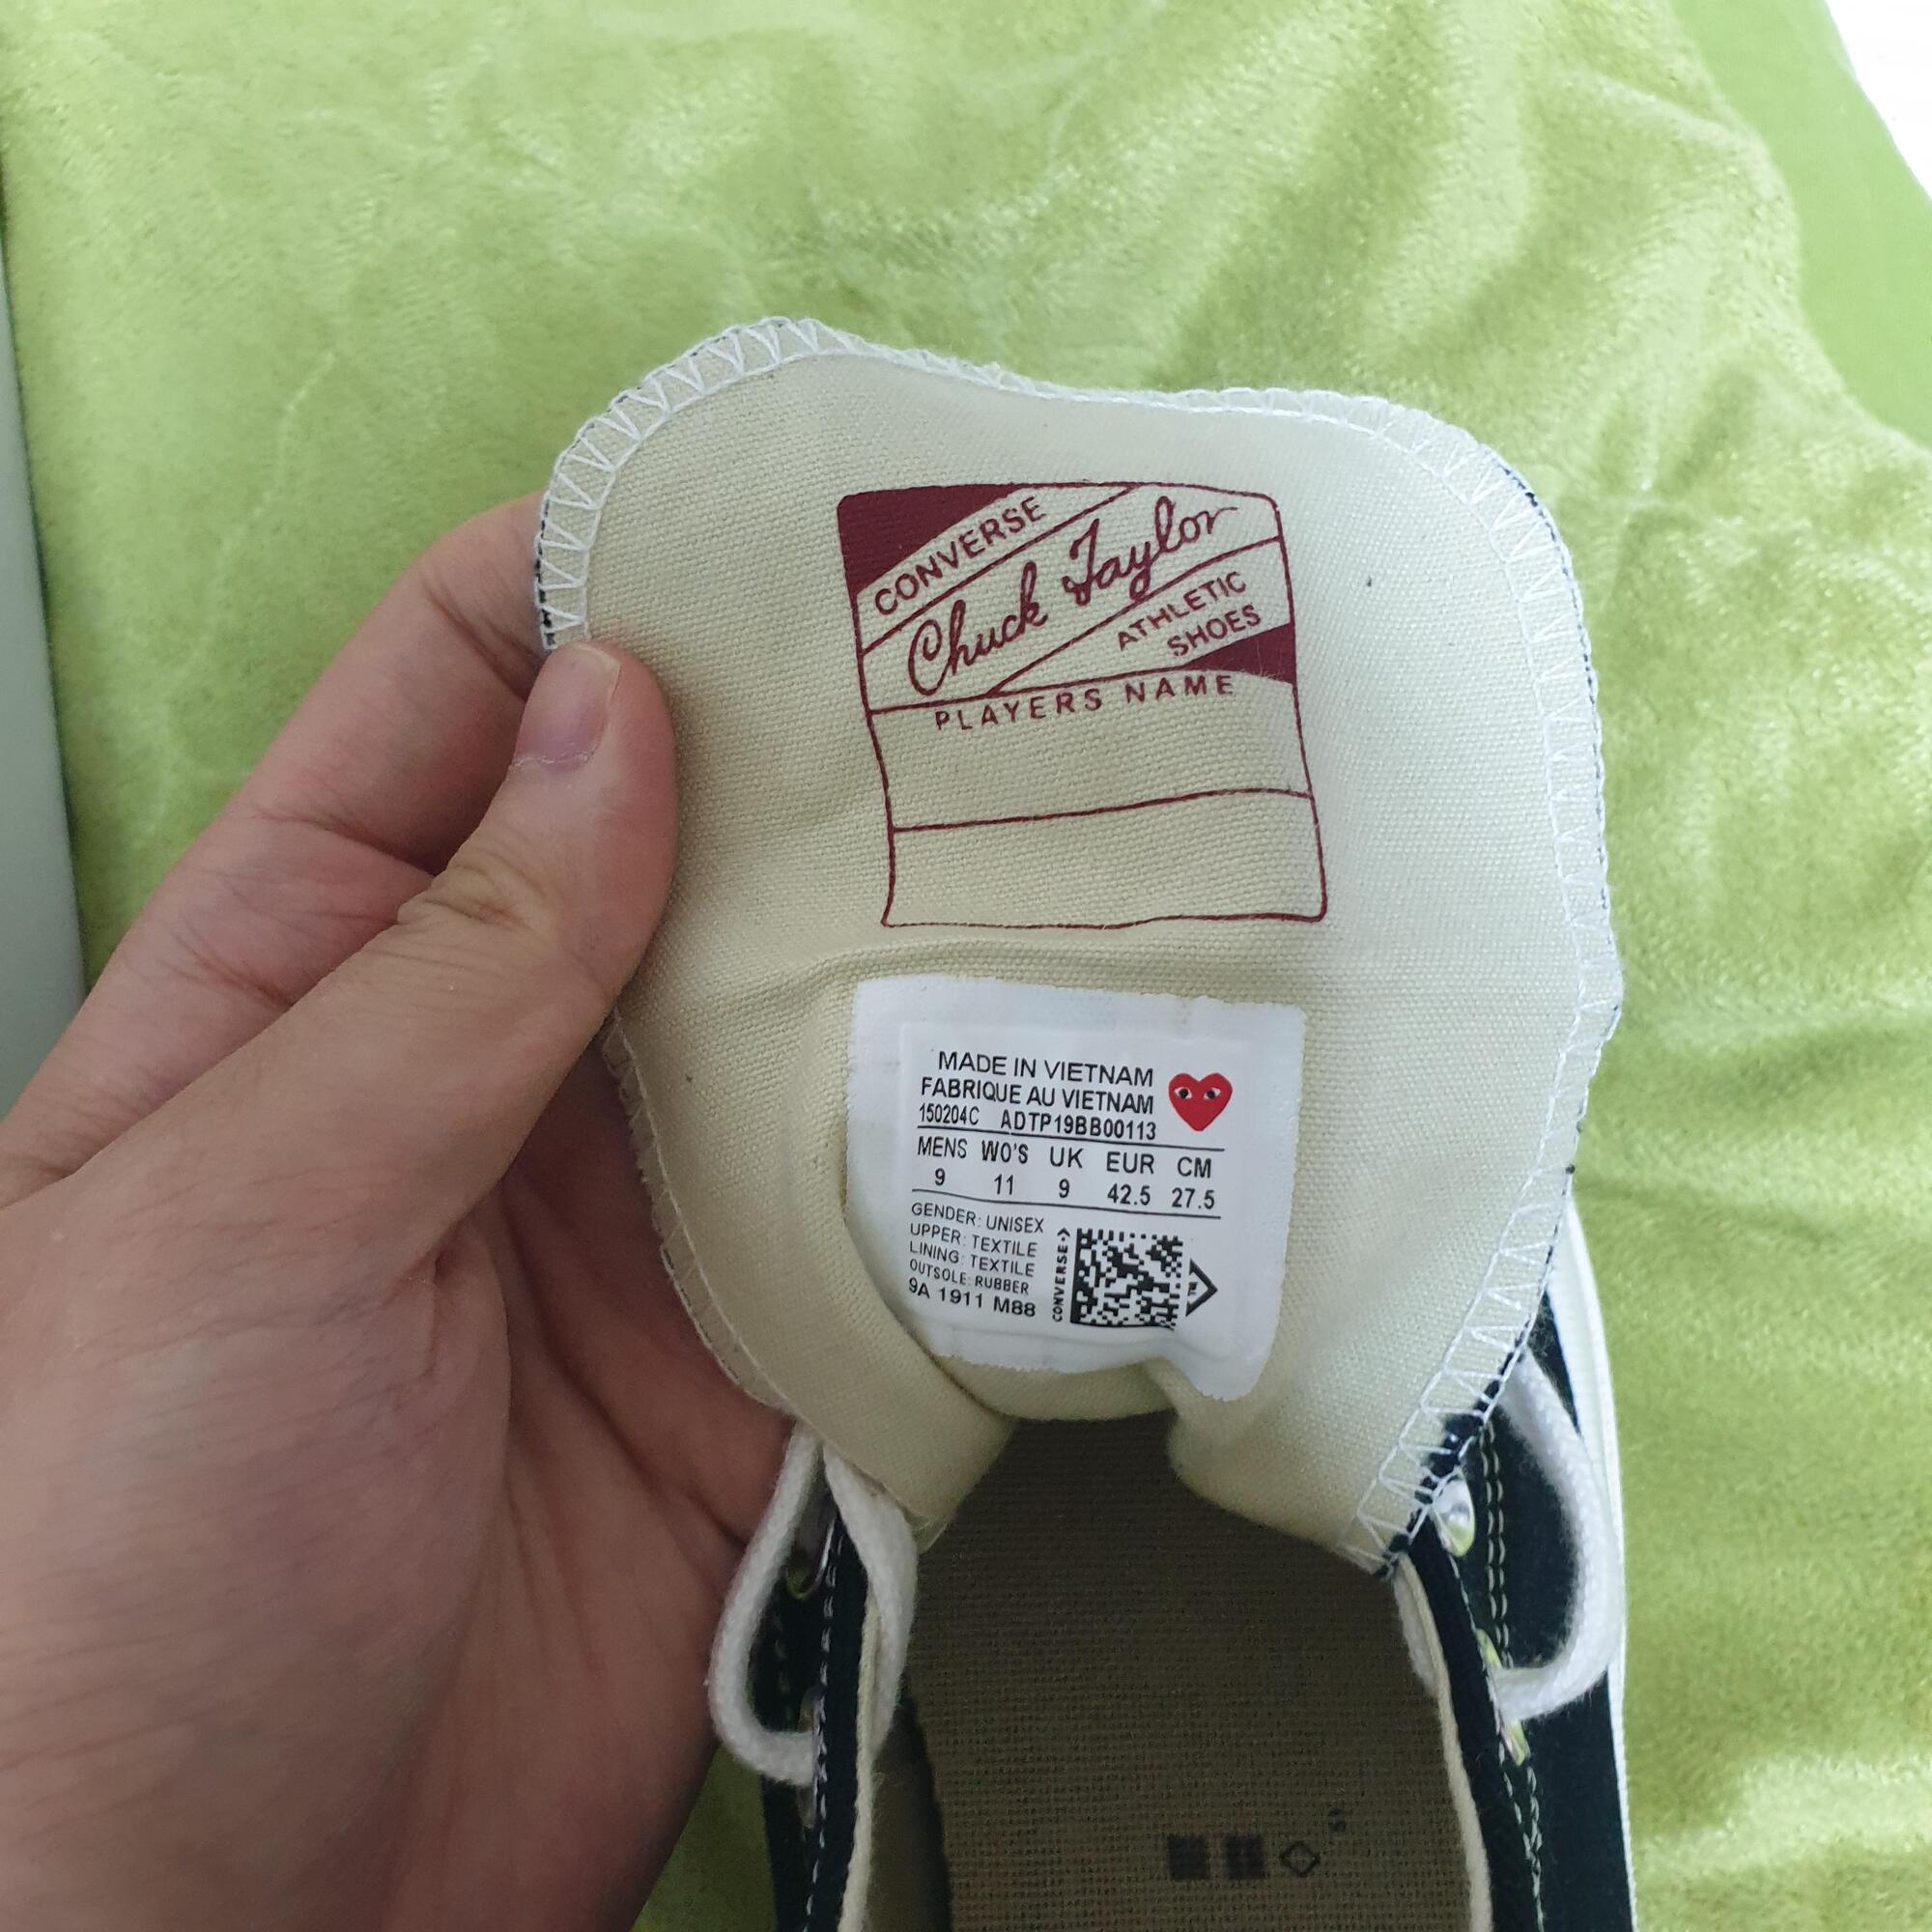 CONVERSE
Chuck Taylor
ATHLETIC
SHOES
PLAYERS NAME
MADE IN VIETNAM
FABRIQUE AU VIETNAM
150204C ADTP19BB00113
MENS WO'S UK EUR CM
9 11 9 42.5 27.5
GENDER: UNISEX
UPPER: TEXTILE
LINING: TEXTILE
OUTSOLE: RUBBER
9A 1911 M88
CONVERSE